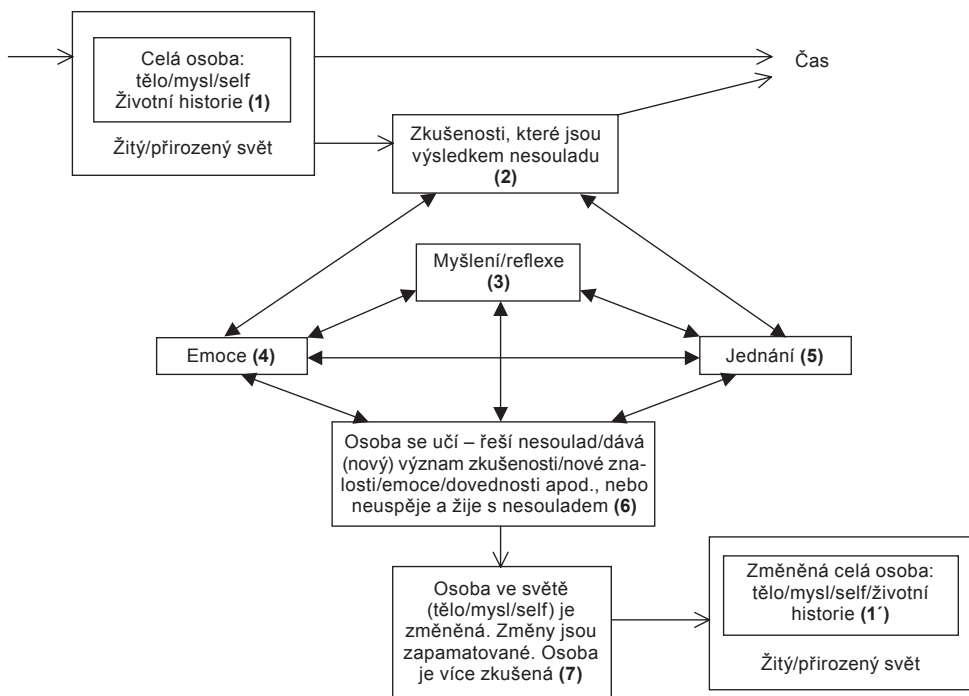 Celá osoba:
tělo/mysl/self
Životní historie (1)
Žitý/přirozený svět
Čas
Zkušenosti, které jsou
výsledkem nesouladu
(2)
Myšlení/reflexe
(3)
Emoce (4)
Jednání (5)
Osoba se učí – řeší nesoulad/dává
(nový) význam zkušenosti/nové zna-
losti/emoce/dovednosti apod., nebo
neuspěje a žije s nesouladem (6)
Osoba ve světě
(tělo/mysl/self) je
změněná. Změny jsou
zapamatované. Osoba
je více zkušená (7)
Změněná celá osoba:
tělo/mysl/self/životní
historie (1´)
Žitý/přirozený svět